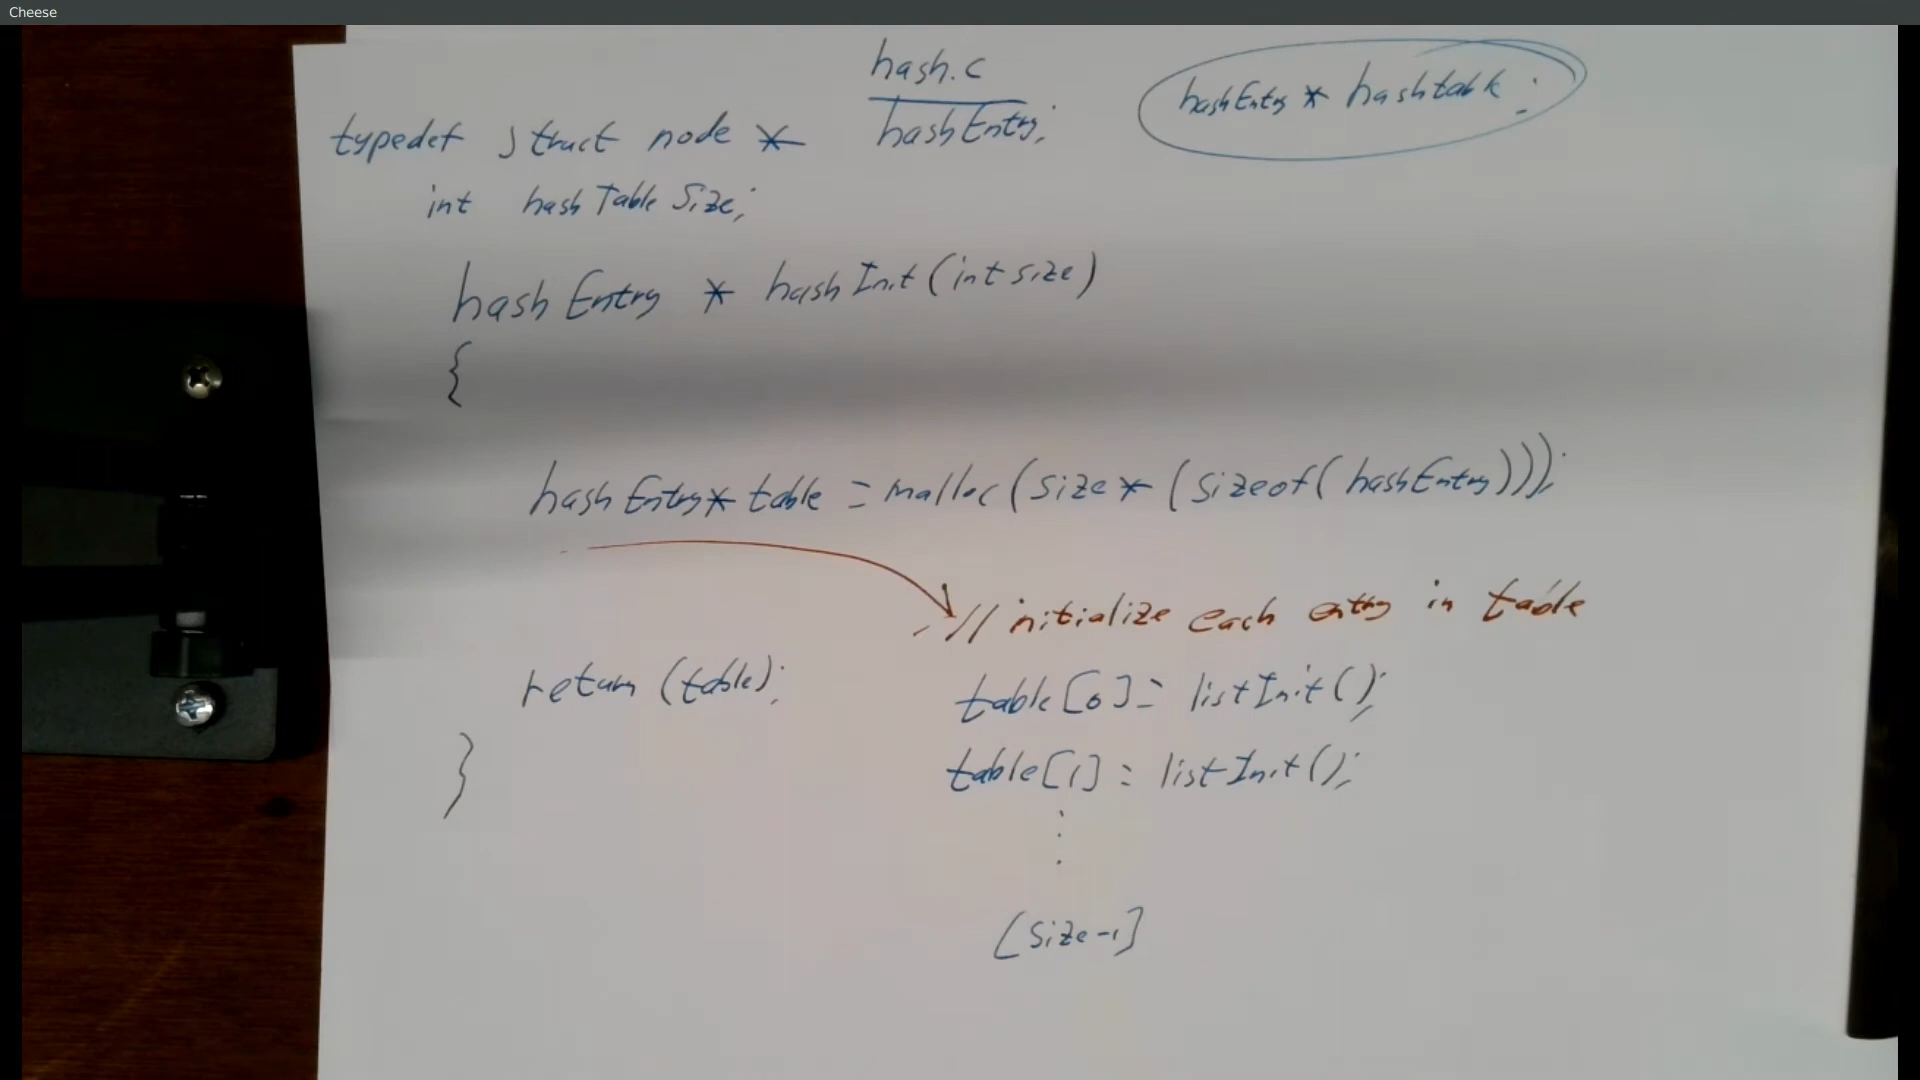 Cheese
hash.c
typedef struct node * hashEntry;
hashEntry * hashtable;
int hashTableSize;
hashEntry * hashInit(int size)
{
hashEntry* table = malloc(size * (sizeof(hashEntry)));
// initialize each entry in table
return (table);
table[0] = listInit();
table[1] = listInit();
}
[size-1]